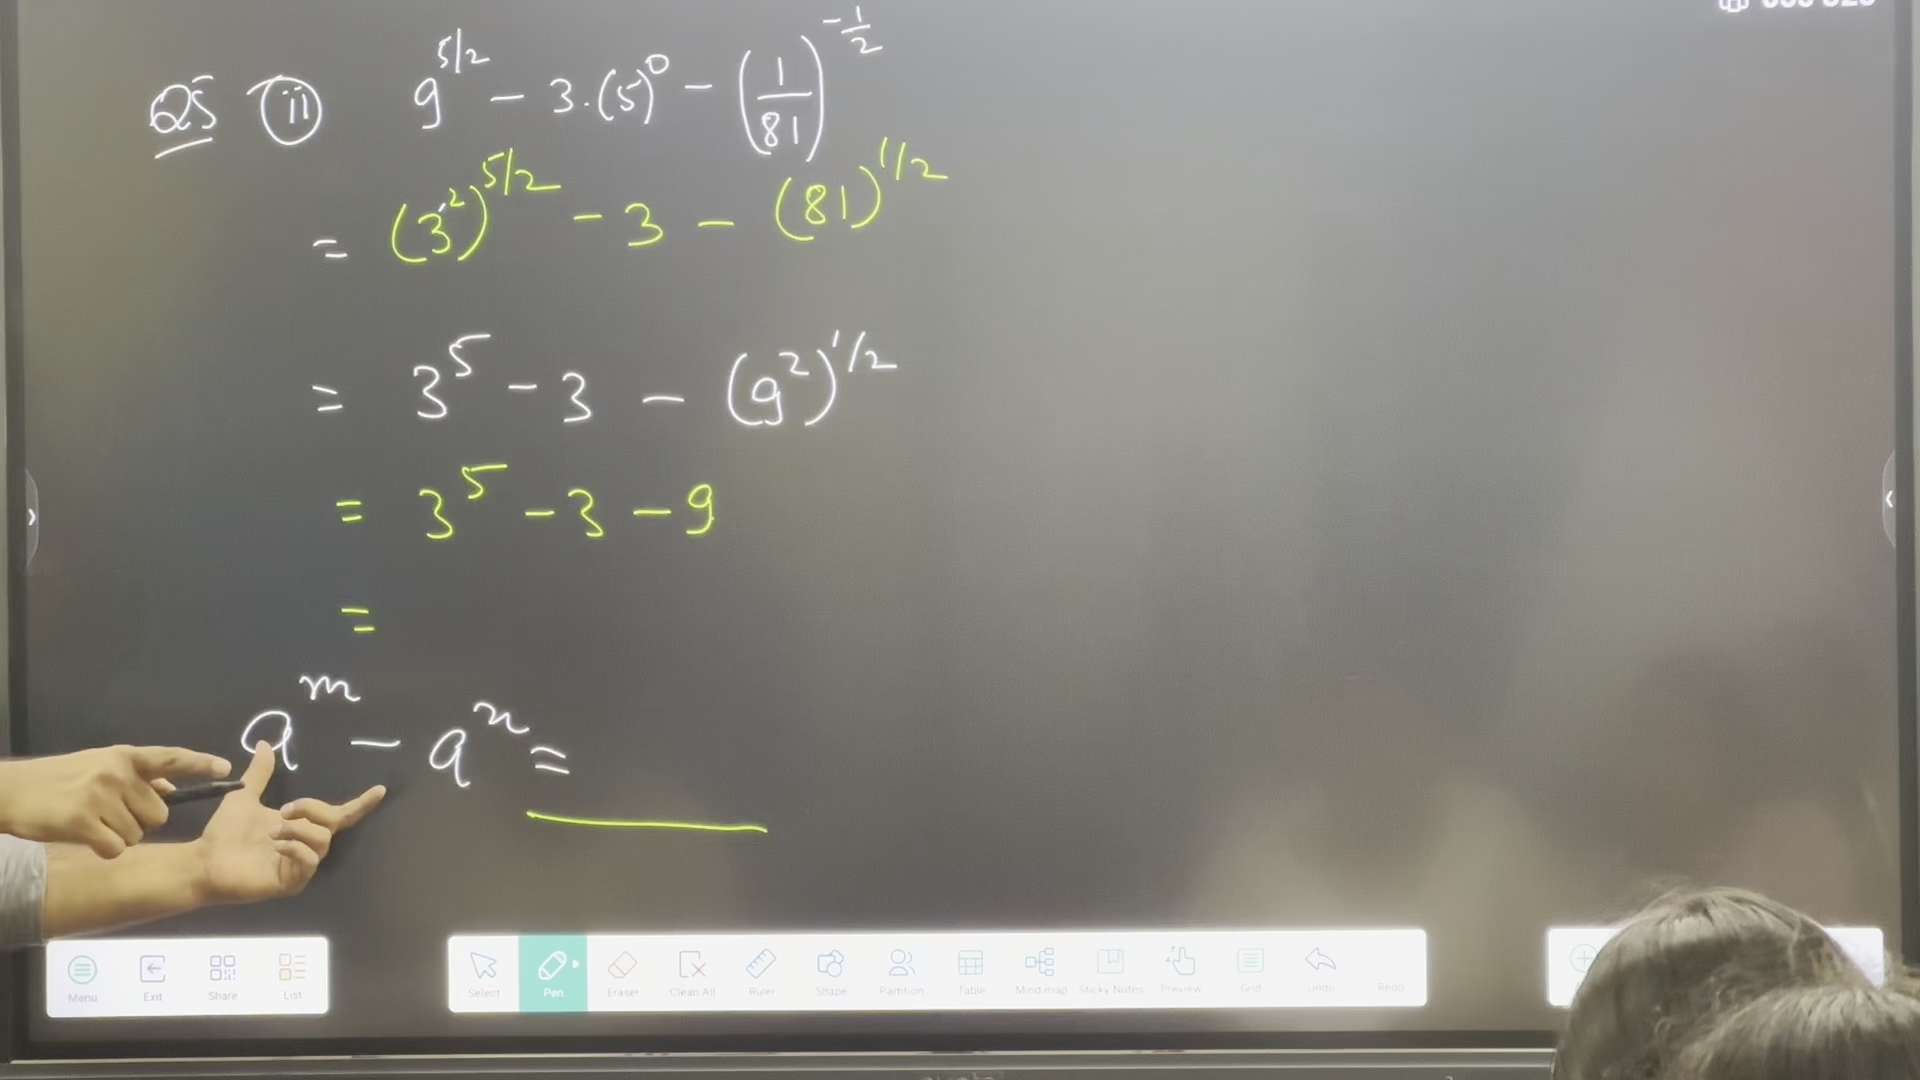 Q5 (ii) 9^{5/2} - 3·(5)^0 - (1/81)^{-1/2}
= (3^2)^{5/2} - 3 - (81)^{1/2}
= 3^5 - 3 - (9^2)^{1/2}
= 3^5 - 3 - 9
=
a^m - a^n =
Menu Exit Share List Select Pen Eraser Clean All Ruler Shape Partition Table Mind map Sticky Notes Preview Grid Undo Redo